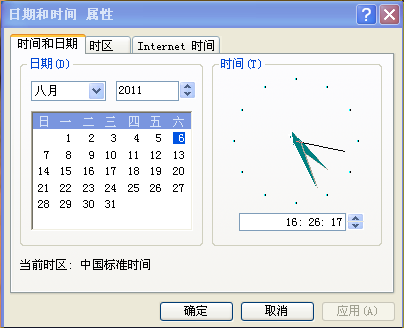 日期和时间 属性
时间和日期 时区 Internet 时间
日期(D)
八月 2011
日 一 二 三 四 五 六
1 2 3 4 5 6
7 8 9 10 11 12 13
14 15 16 17 18 19 20
21 22 23 24 25 26 27
28 29 30 31
时间(T)
16:26:17
当前时区: 中国标准时间
确定 取消 应用(A)